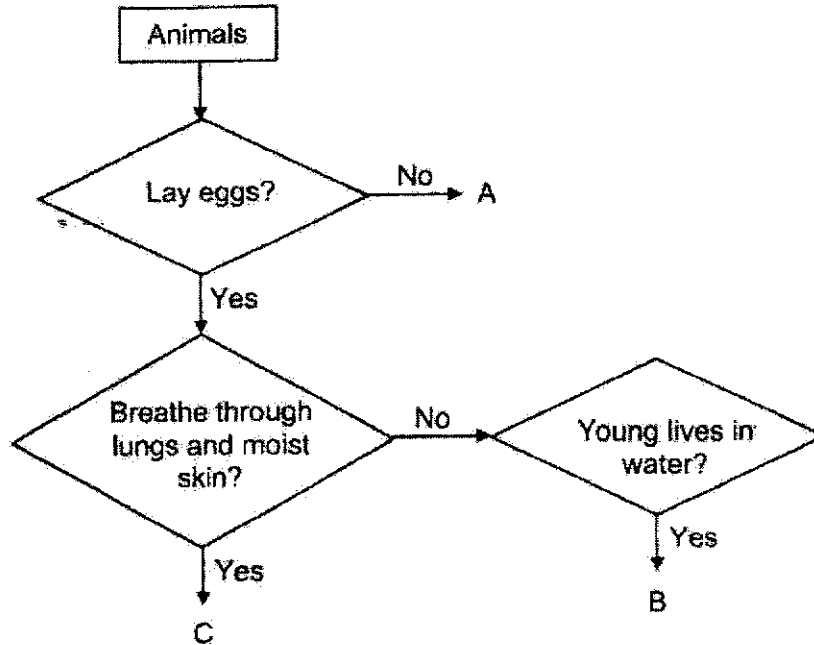 Animals
Lay eggs?
No
A
Yes
Breathe through
lungs and moist
skin?
No
Young lives in
water?
Yes
B
Yes
C